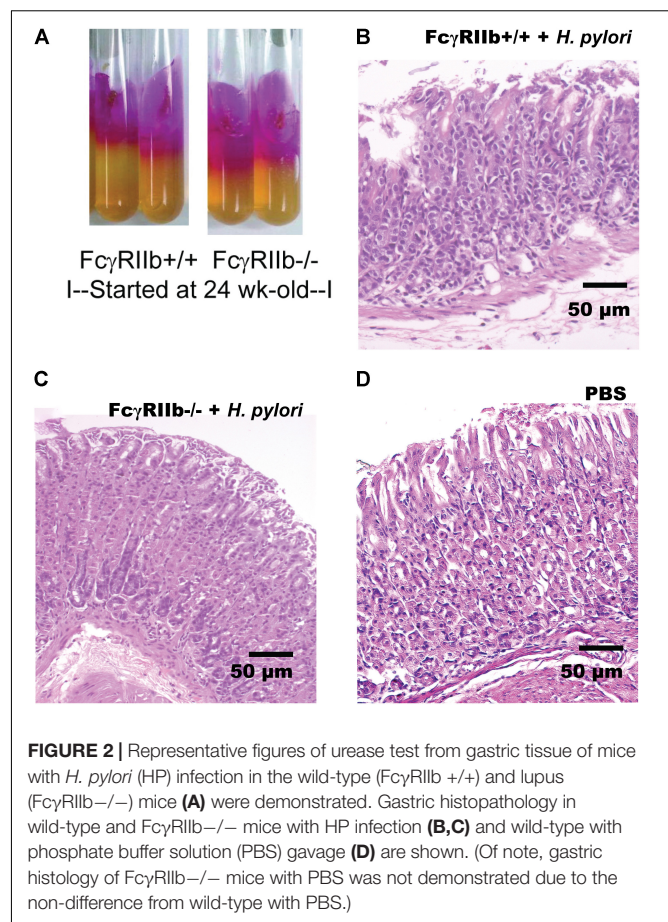 A
B
FcγRIIb+/+ + H. pylori
FcγRIIb+/+ FcγRIIb-/-
I--Started at 24 wk-old--I
50 µm
C
FcγRIIb-/- + H. pylori
50 µm
D
PBS
50 µm
FIGURE 2 | Representative figures of urease test from gastric tissue of mice
with H. pylori (HP) infection in the wild-type (FcγRIIb +/+) and lupus
(FcγRIIb−/−) mice (A) were demonstrated. Gastric histopathology in
wild-type and FcγRIIb−/− mice with HP infection (B,C) and wild-type with
phosphate buffer solution (PBS) gavage (D) are shown. (Of note, gastric
histology of FcγRIIb−/− mice with PBS was not demonstrated due to the
non-difference from wild-type with PBS.)